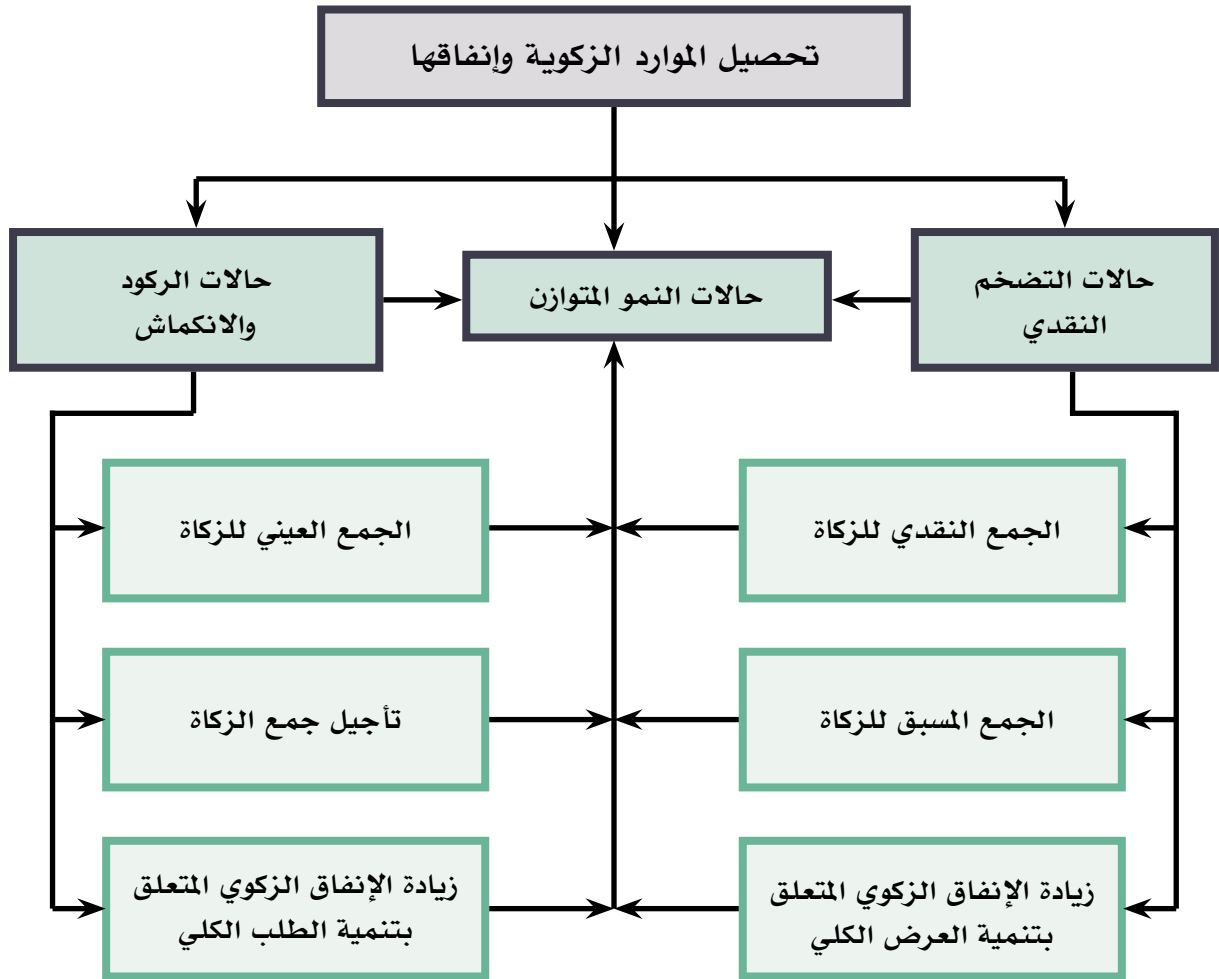 تحصيل الموارد الزكوية وإنفاقها
حالات التضخم
النقدي
حالات النمو المتوازن
حالات الركود
والانكماش
الجمع النقدي للزكاة
الجمع العيني للزكاة
الجمع المسبق للزكاة
تأجيل جمع الزكاة
زيادة الإنفاق الزكوي المتعلق
بتنمية العرض الكلي
زيادة الإنفاق الزكوي المتعلق
بتنمية الطلب الكلي